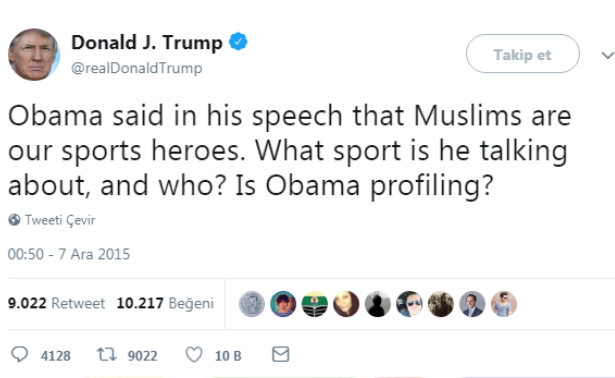 Donald J. Trump
@realDonaldTrump
Takip et
Obama said in his speech that Muslims are
our sports heroes. What sport is he talking
about, and who? Is Obama profiling?
Tweeti Çevir
00:50 - 7 Ara 2015
9.022 Retweet 10.217 Beğeni
4128 9022 10 B